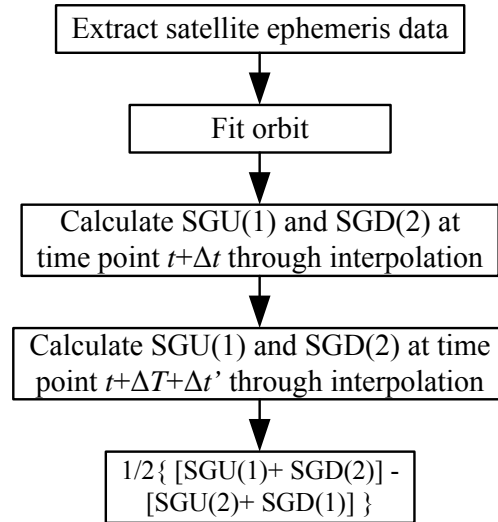 Extract satellite ephemeris data
Fit orbit
Calculate SGU(1) and SGD(2) at
time point t+Δt through interpolation
Calculate SGU(1) and SGD(2) at time
point t+ΔT+Δt’ through interpolation
1/2{ [SGU(1)+ SGD(2)] -
[SGU(2)+ SGD(1)] }